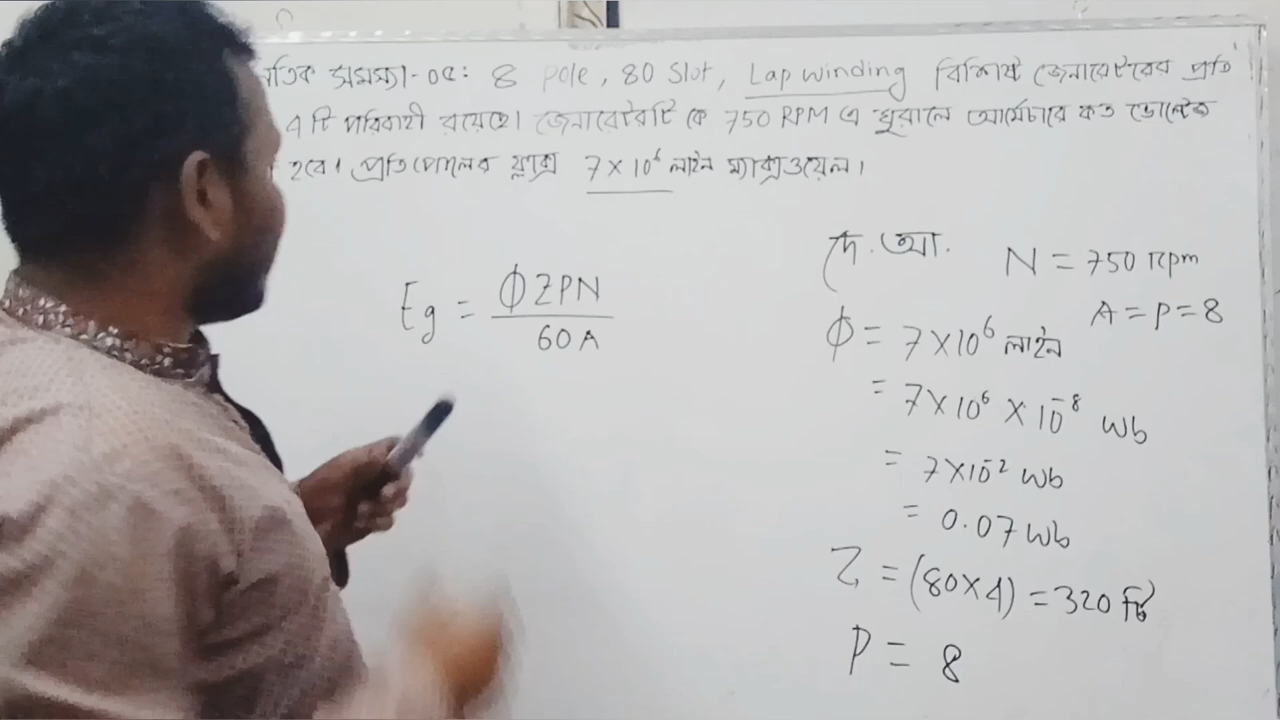 তিক সমস্যা-০৫: 8 pole, 80 Slot, Lap winding বিশিষ্ট জেনারেটরের প্রতি
4 টি পরিবাহী রয়েছে। জেনারেটরটি কে 750 RPM এ ঘুরালে আর্মেচারে কত ভোল্টেজ
হবে। প্রতিপোলের ফ্লাক্স 7 × 10⁶ লাইন ম্যাক্সওয়েল।
দে. আ.
N = 750 rpm
A = P = 8
Eg = ϕZPN / 60A
ϕ = 7×10⁶ লাইন
= 7×10⁶ × 10⁻⁸ Wb
= 7×10⁻² Wb
= 0.07 Wb
Z = (80×4) = 320 টি
P = 8